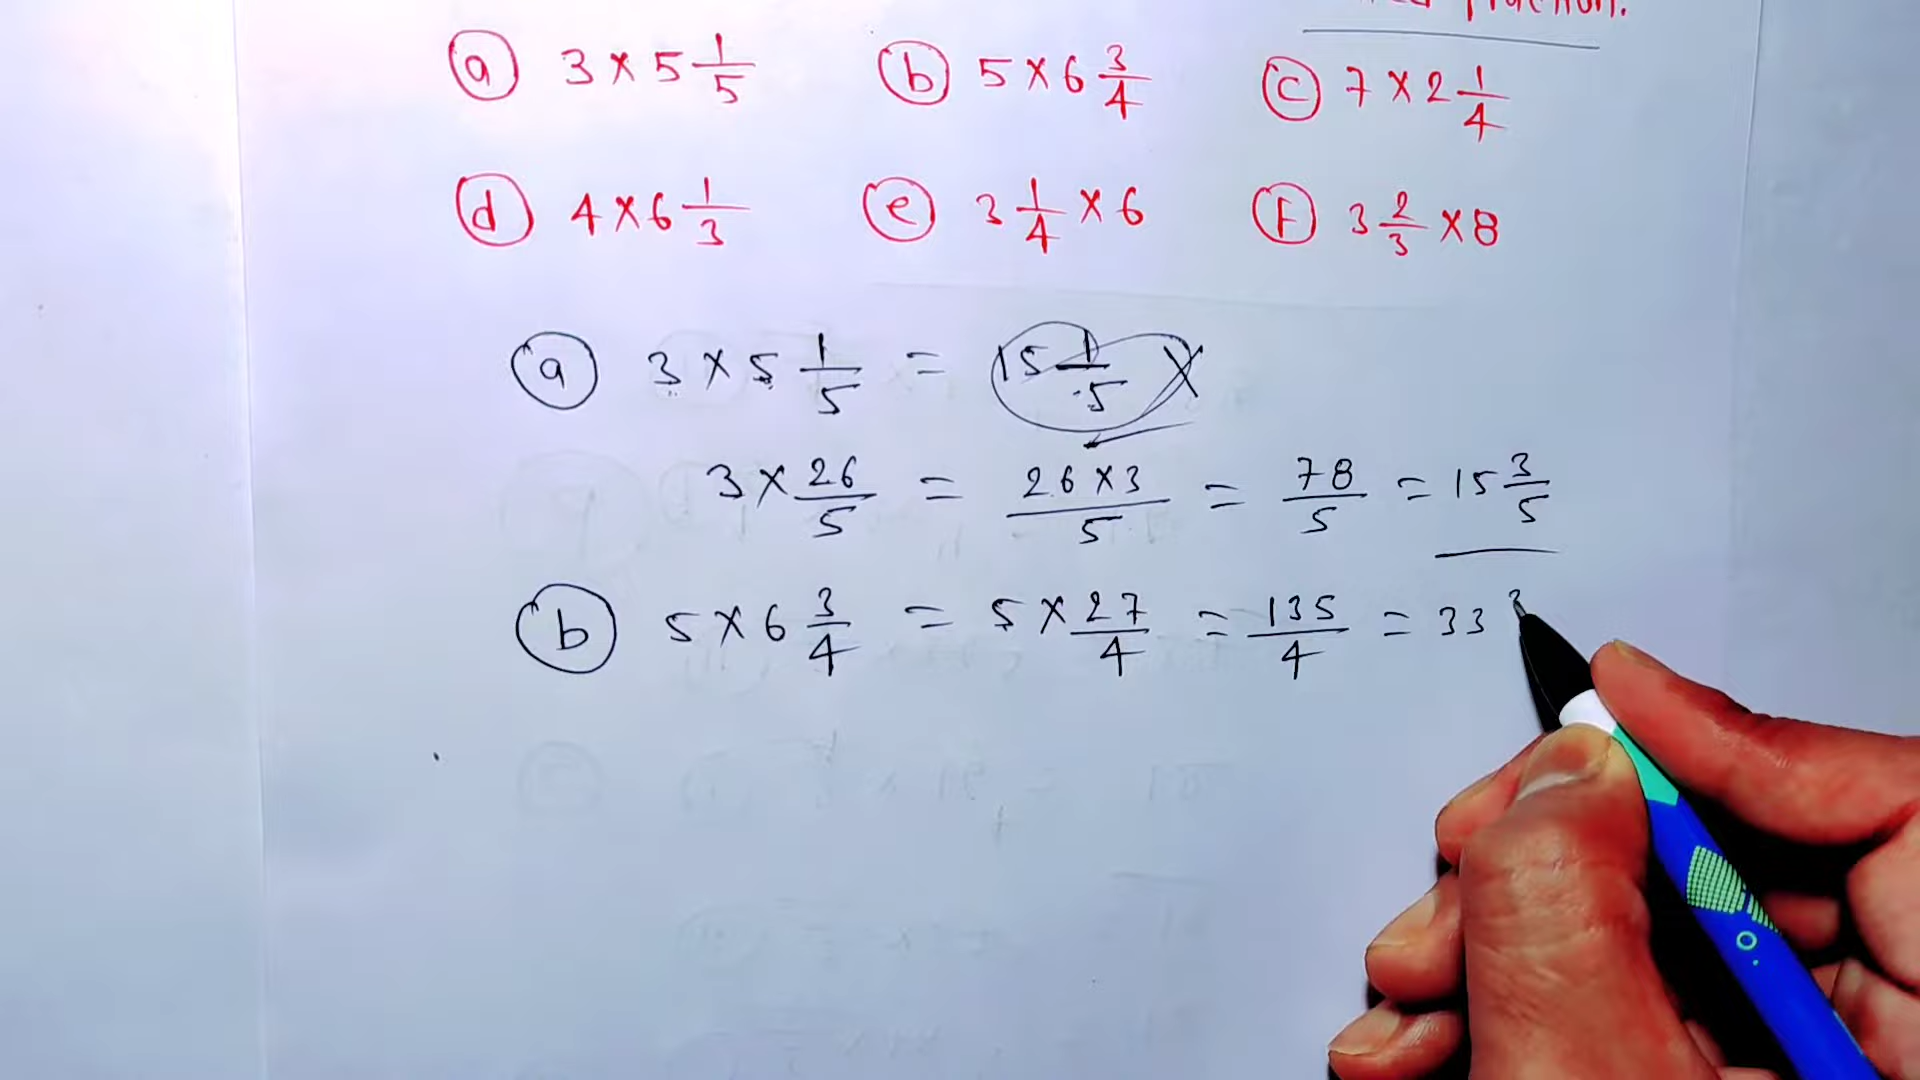 fraction.
(a) 3 × 5 1/5 (b) 5 × 6 3/4 (c) 7 × 2 1/4
(d) 4 × 6 1/3 (e) 3 1/4 × 6 (f) 3 2/3 × 8
(a) 3 × 5 1/5 = 15 1/5 X
3 × 26/5 = 26 × 3/5 = 78/5 = 15 3/5
(b) 5 × 6 3/4 = 5 × 27/4 = 135/4 = 33 3